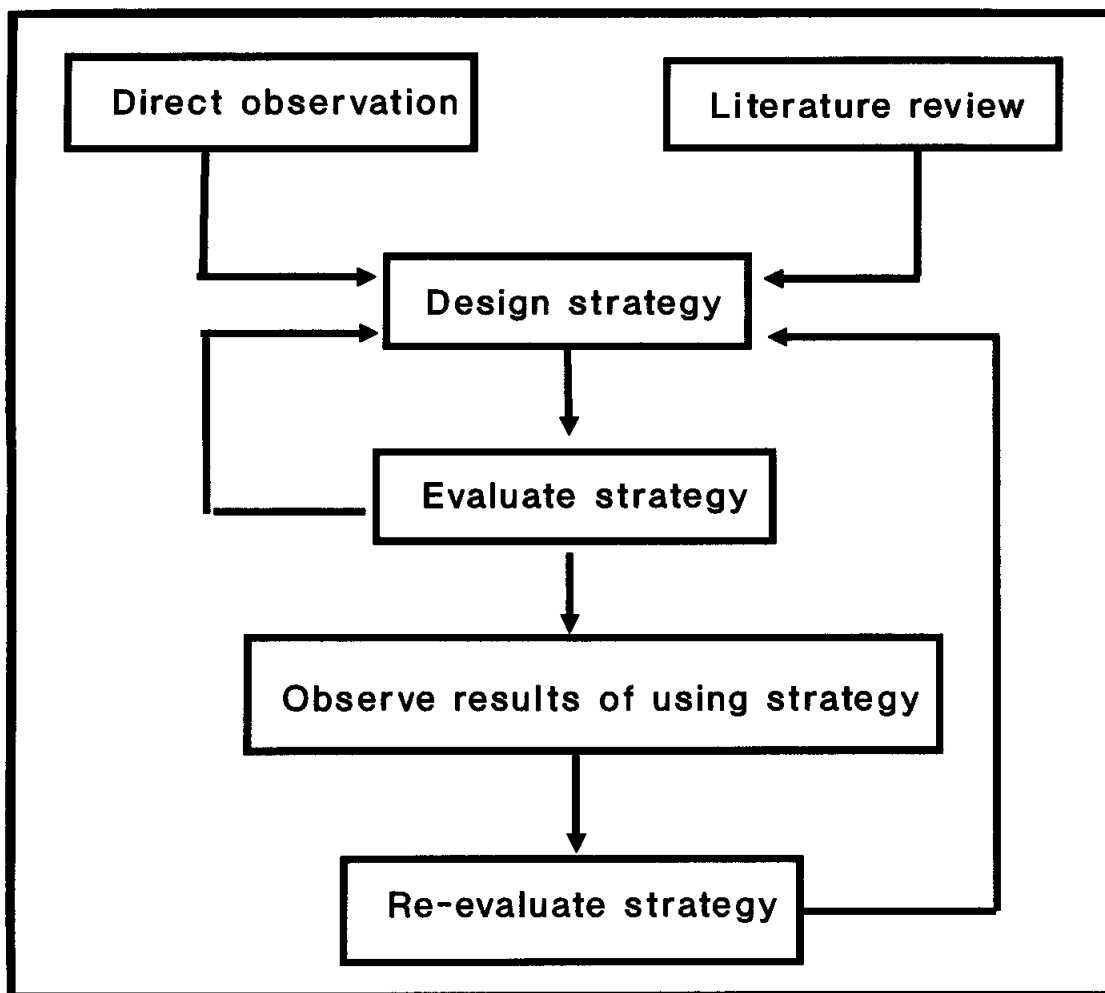 Direct observation
Literature review
Design strategy
Evaluate strategy
Observe results of using strategy
Re-evaluate strategy